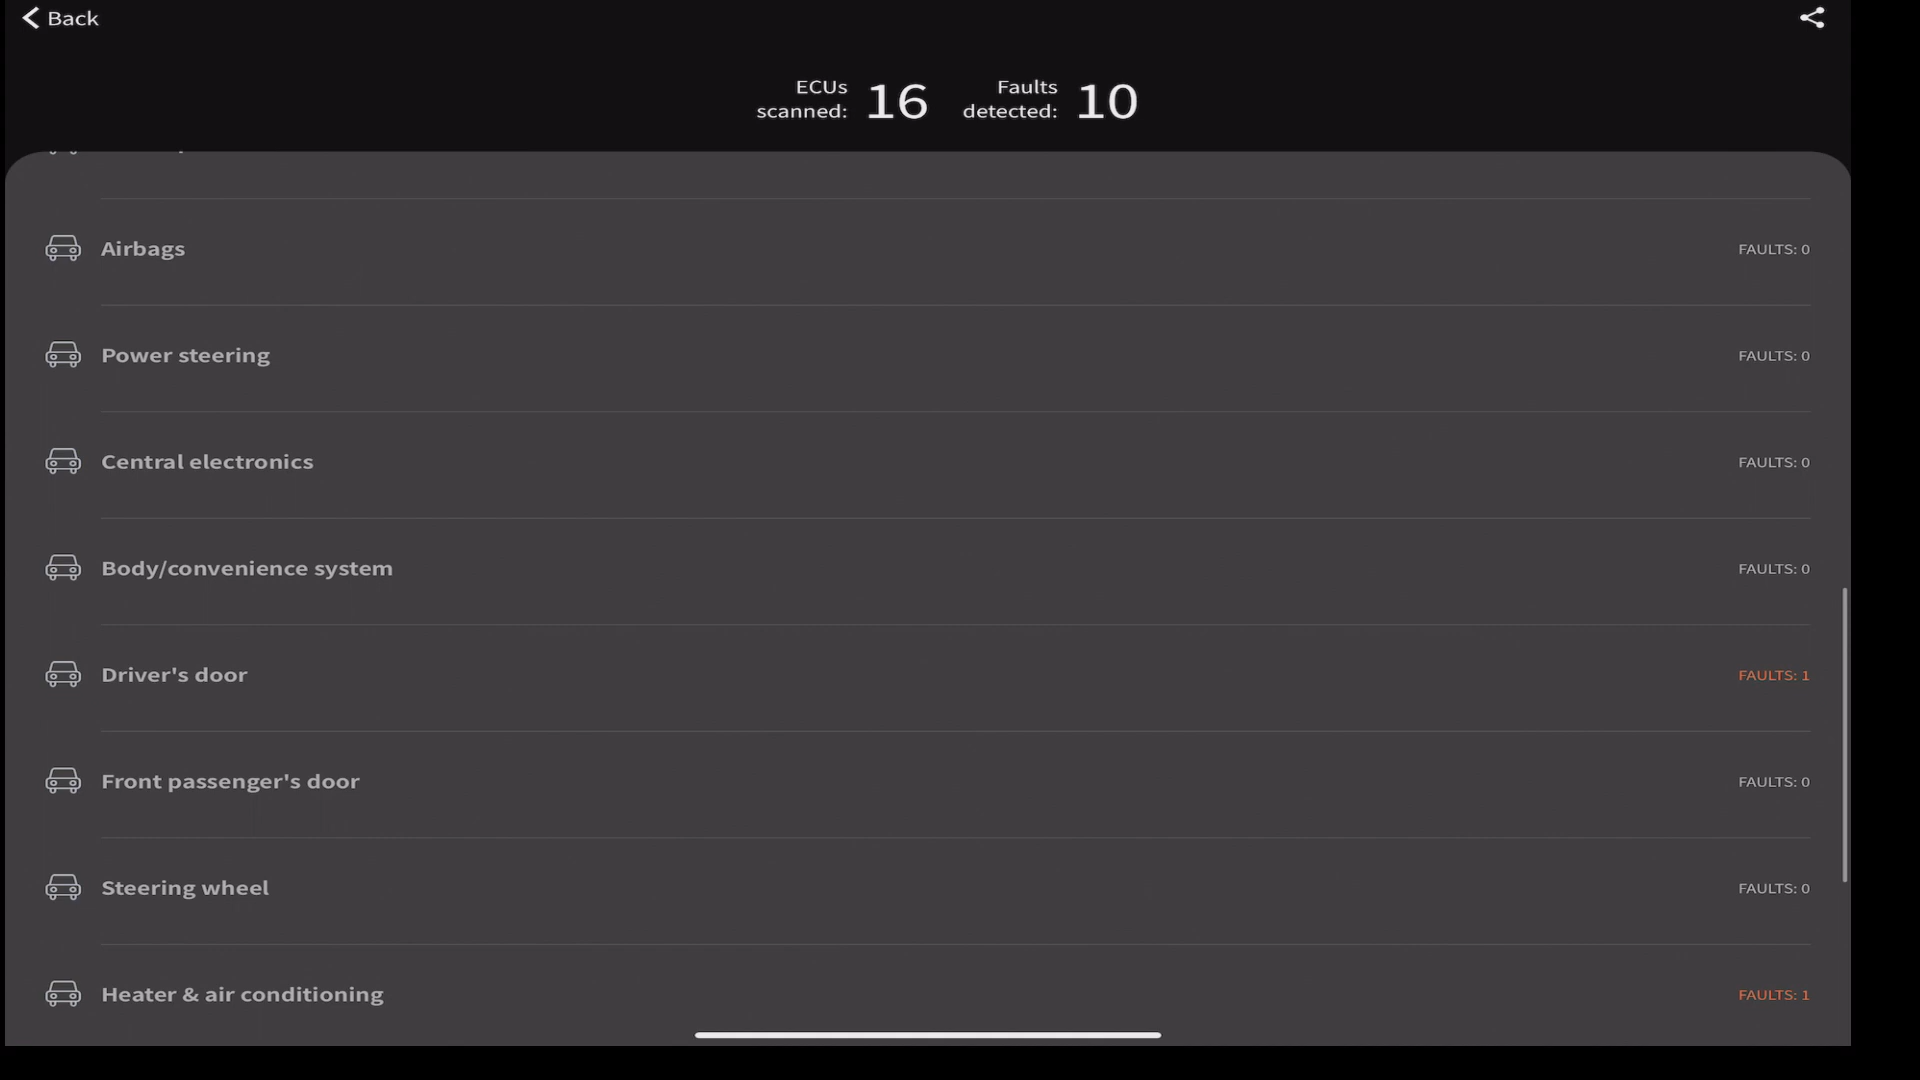 Back
ECUs scanned: 16
Faults detected: 10
Airbags FAULTS: 0
Power steering FAULTS: 0
Central electronics FAULTS: 0
Body/convenience system FAULTS: 0
Driver's door FAULTS: 1
Front passenger's door FAULTS: 0
Steering wheel FAULTS: 0
Heater & air conditioning FAULTS: 1